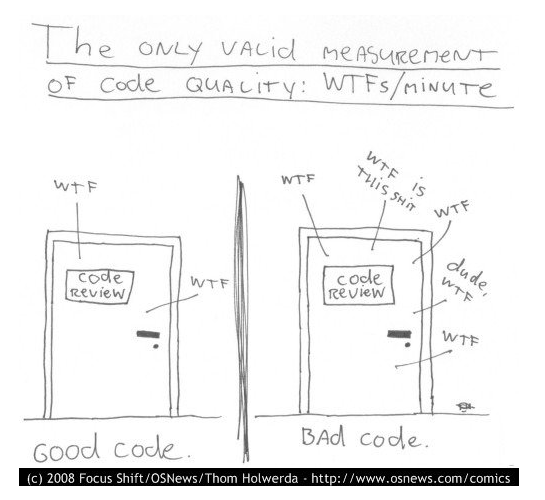 The ONLY VALID MEASUREMENT
OF Code QUALITY: WTFs/MINUTE
WTF
code
REVIEW
WTF
GOOD CODE.
WTF
WTF is
THIS SHIT
WTF
code
REVIEW
dude,
WTF
WTF
BAd code.
(c) 2008 Focus Shift/OSNews/Thom Holwerda - http://www.osnews.com/comics